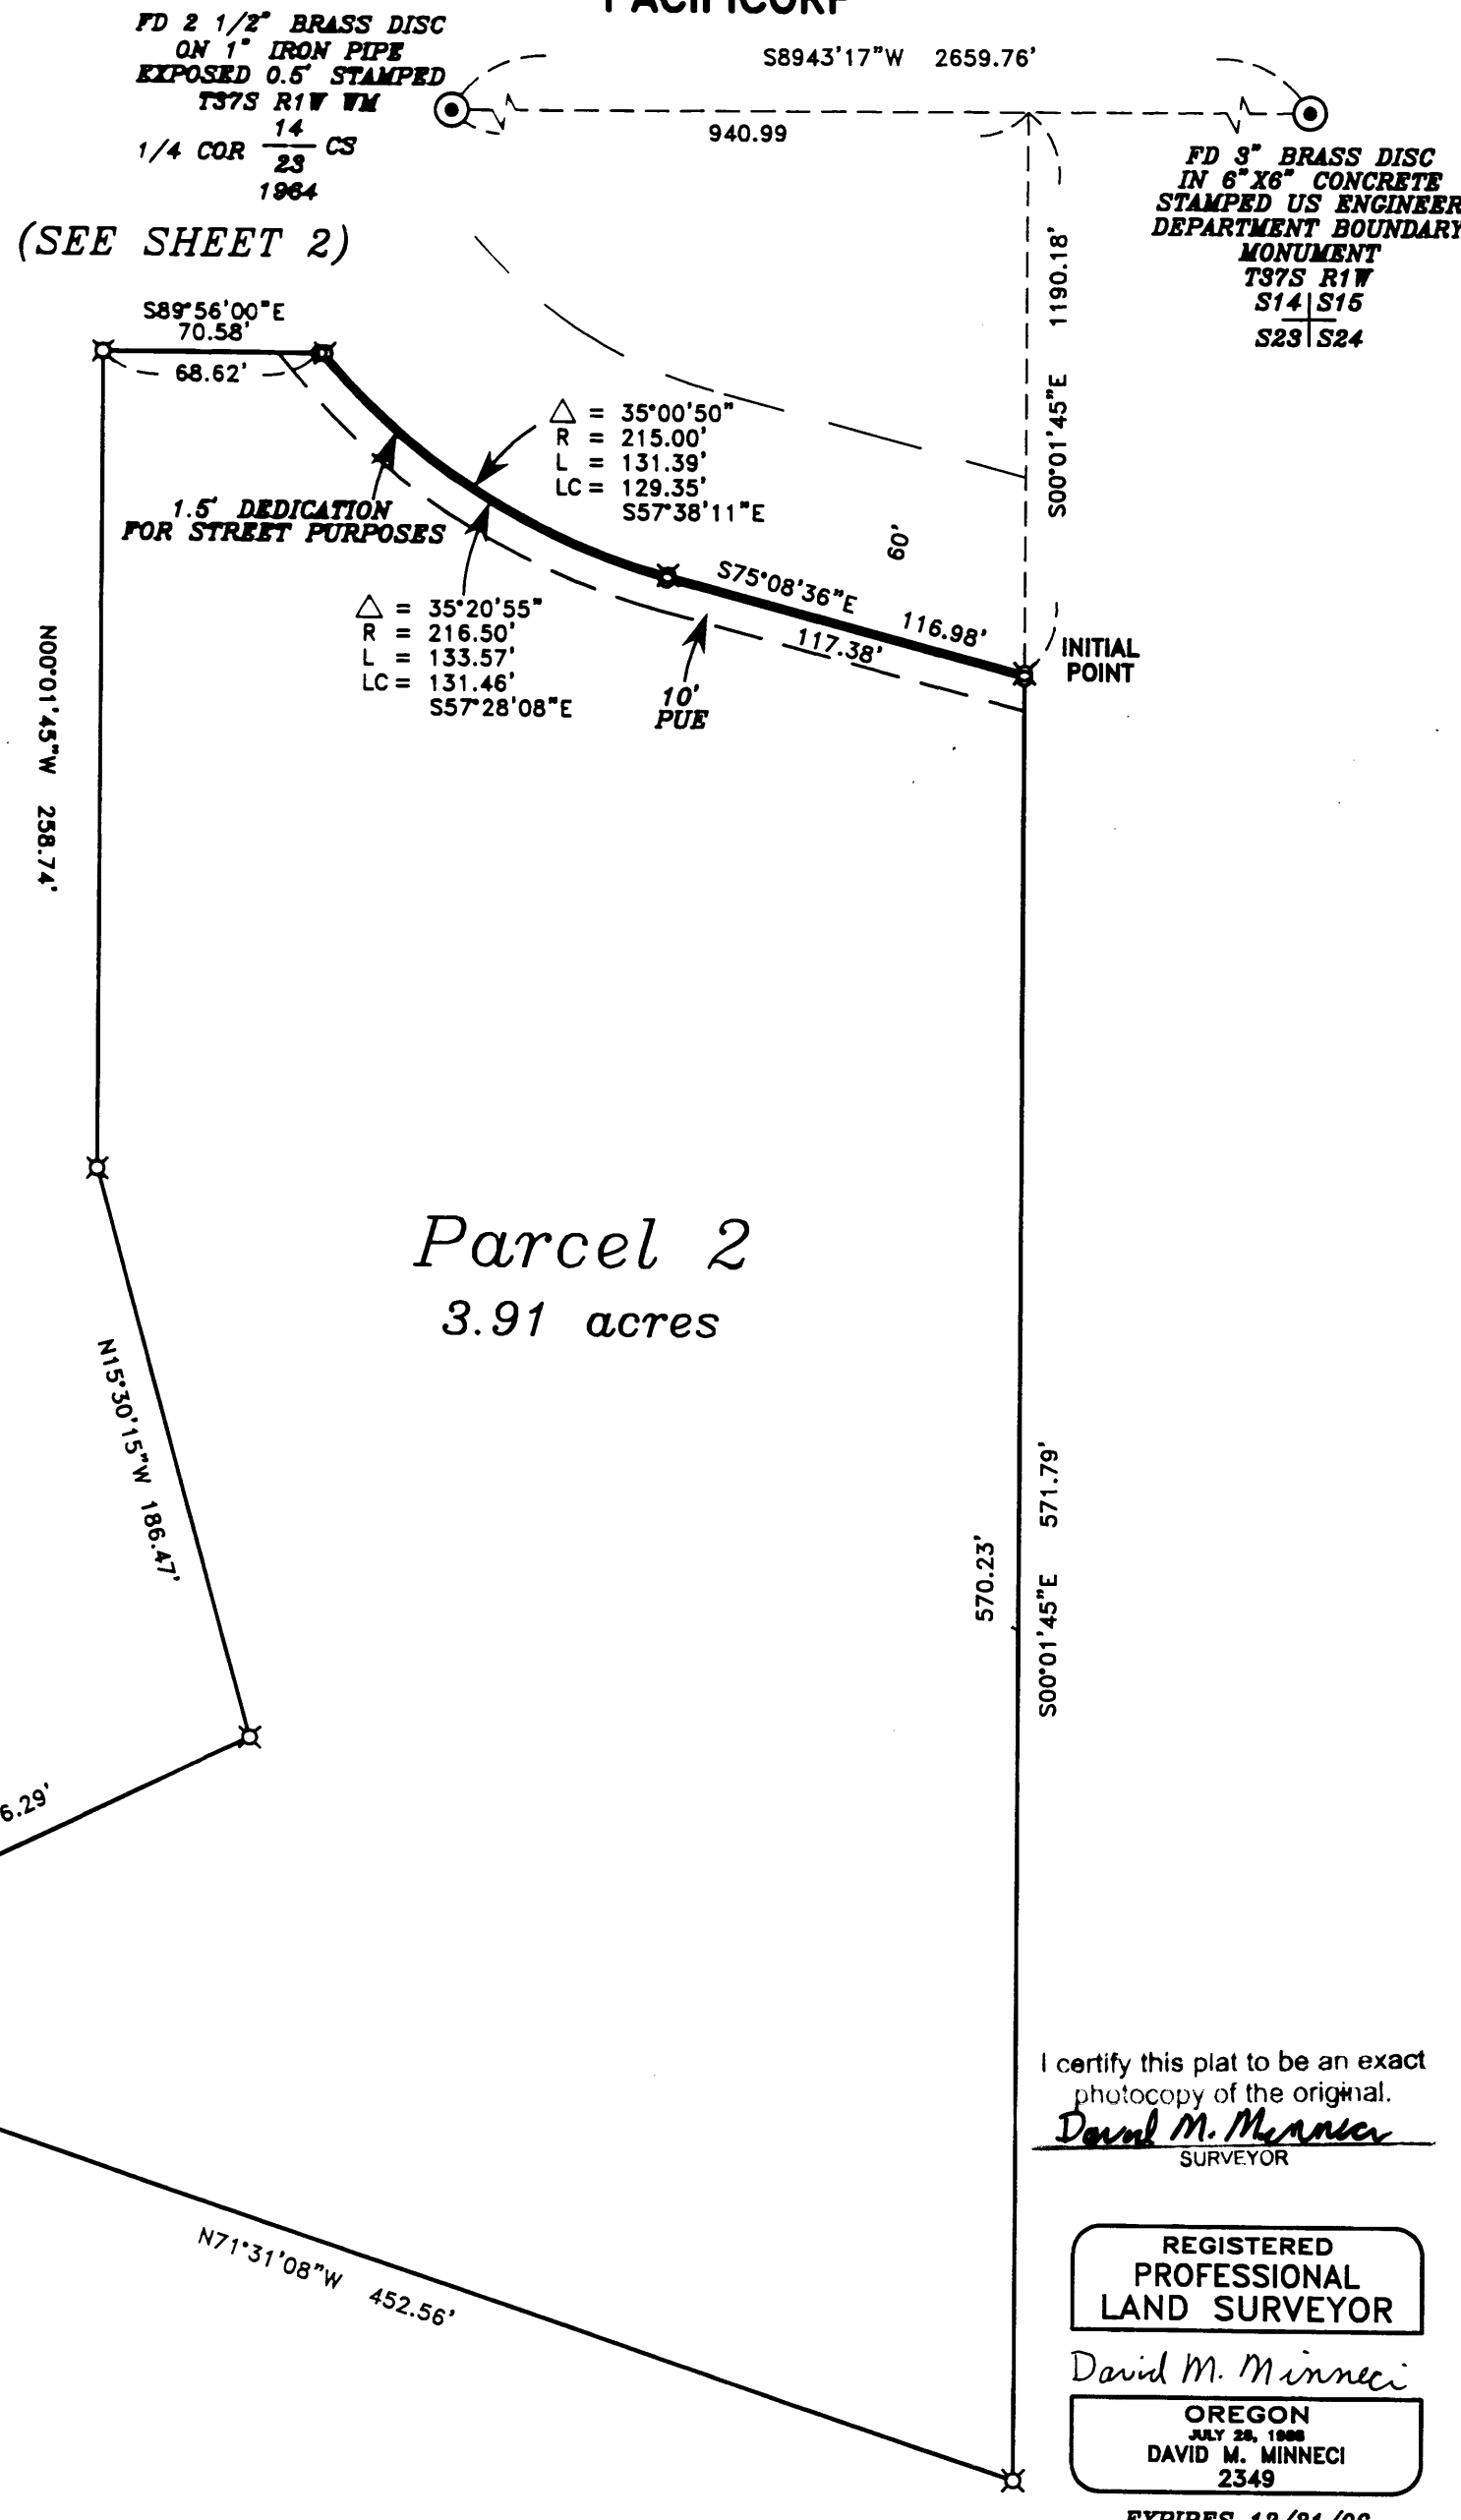 PACIFICORP
FD 2 1/2" BRASS DISC
ON 1" IRON PIPE
EXPOSED 0.5' STAMPED
T37S R1W WM
14
1/4 COR CS
23
1964
(SEE SHEET 2)
S8943'17"W 2659.76'
940.99
FD 3" BRASS DISC
IN 6"X6" CONCRETE
STAMPED US ENGINEER
DEPARTMENT BOUNDARY
MONUMENT
T37S R1W
S14 S15
S23 S24
S00°01'45"E 1190.18'
S89°56'00"E
70.58'
68.62'
△ = 35°00'50"
R = 215.00'
L = 131.39'
LC = 129.35'
S57°38'11"E
1.5' DEDICATION
FOR STREET PURPOSES
60'
S75°08'36"E 116.98'
117.38'
△ = 35°20'55"
R = 216.50'
L = 133.57'
LC = 131.46'
S57°28'08"E
10'
PUE
INITIAL
POINT
N00°01'45"W 258.74'
Parcel 2
3.91 acres
N15°30'15"W 186.47'
570.23'
S00°01'45"E 571.79'
6.29'
N71°31'08"W 452.56'
I certify this plat to be an exact
photocopy of the original.
David M. Minneci
SURVEYOR
REGISTERED
PROFESSIONAL
LAND SURVEYOR
David M. Minneci
OREGON
JULY
DAVID M. MINNECI
2349
EXPIRES 12/31/06